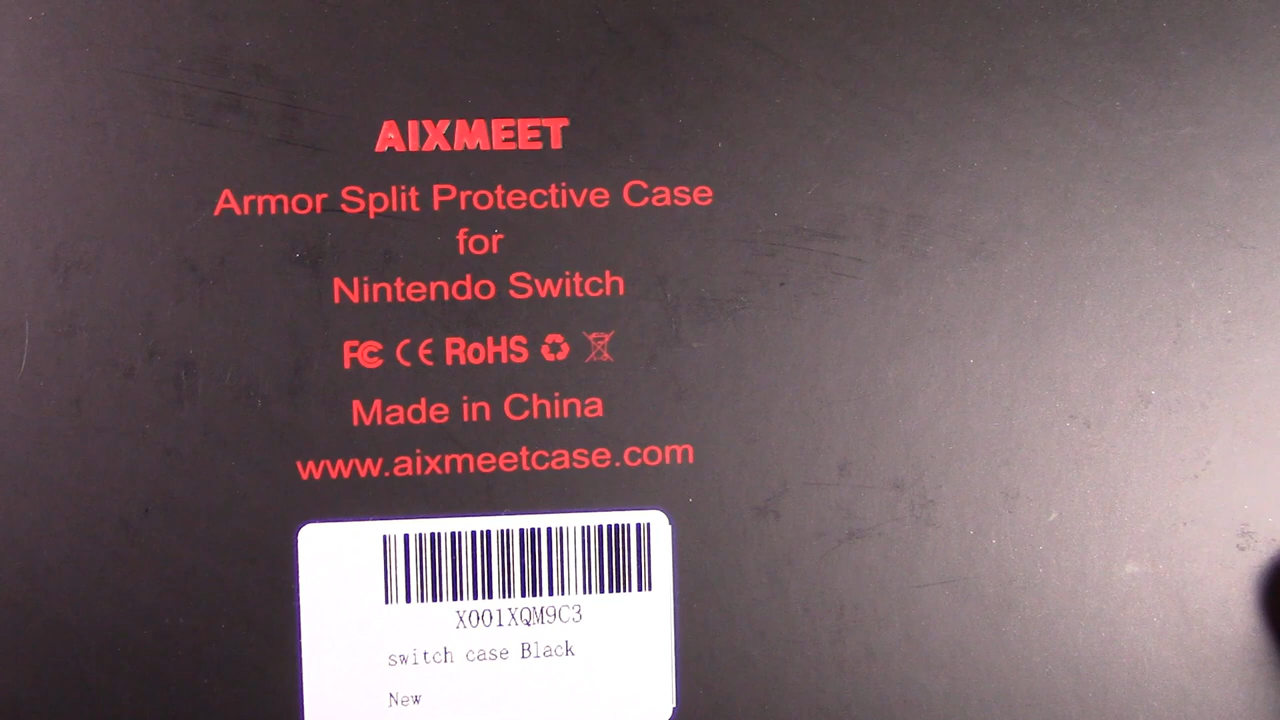 AIXMEET
Armor Split Protective Case
for
Nintendo Switch
FC CE RoHS
Made in China
www.aixmeetcase.com
X001XQM9C3
switch case Black
New